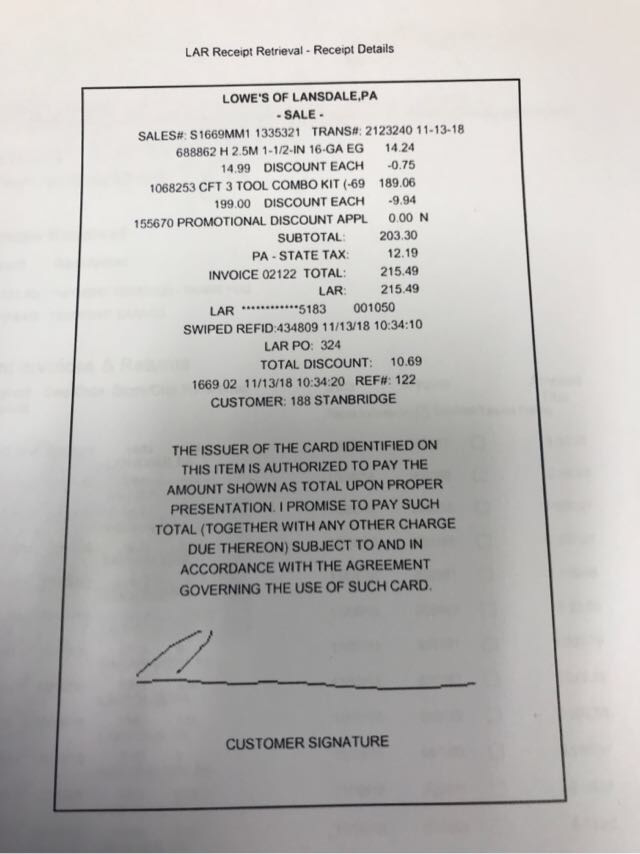 LAR Receipt Retrieval - Receipt Details
LOWE'S OF LANSDALE,PA
- SALE -
SALES#: S1669MM1 1335321 TRANS#: 2123240 11-13-18
688862 H 2.5M 1-1/2-IN 16-GA EG 14.24
14.99 DISCOUNT EACH -0.75
1068253 CFT 3 TOOL COMBO KIT (-69 189.06
199.00 DISCOUNT EACH -9.94
155670 PROMOTIONAL DISCOUNT APPL 0.00 N
SUBTOTAL: 203.30
PA - STATE TAX: 12.19
INVOICE 02122 TOTAL: 215.49
LAR: 215.49
LAR ************5183 001050
SWIPED REFID:434809 11/13/18 10:34:10
LAR PO: 324
TOTAL DISCOUNT: 10.69
1669 02 11/13/18 10:34:20 REF#: 122
CUSTOMER: 188 STANBRIDGE
THE ISSUER OF THE CARD IDENTIFIED ON
THIS ITEM IS AUTHORIZED TO PAY THE
AMOUNT SHOWN AS TOTAL UPON PROPER
PRESENTATION. I PROMISE TO PAY SUCH
TOTAL (TOGETHER WITH ANY OTHER CHARGE
DUE THEREON) SUBJECT TO AND IN
ACCORDANCE WITH THE AGREEMENT
GOVERNING THE USE OF SUCH CARD.
CUSTOMER SIGNATURE